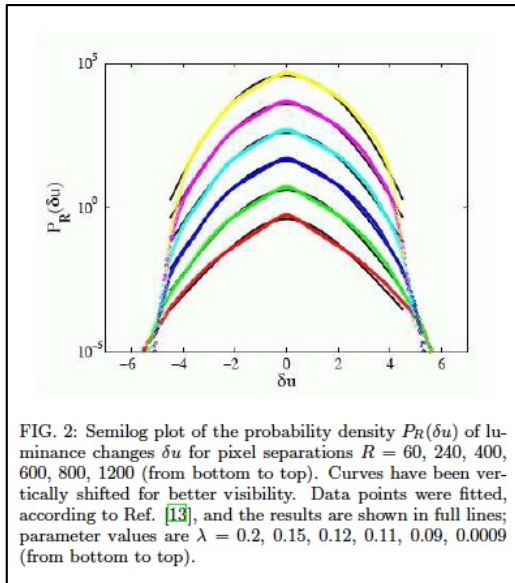 10^5
10^0
10^-5
P_R(δu)
−6 −4 −2 0 2 4 6
δu
FIG. 2: Semilog plot of the probability density P_R(δu) of lu-
minance changes δu for pixel separations R = 60, 240, 400,
600, 800, 1200 (from bottom to top). Curves have been ver-
tically shifted for better visibility. Data points were fitted,
according to Ref. [13], and the results are shown in full lines;
parameter values are λ = 0.2, 0.15, 0.12, 0.11, 0.09, 0.0009
(from bottom to top).